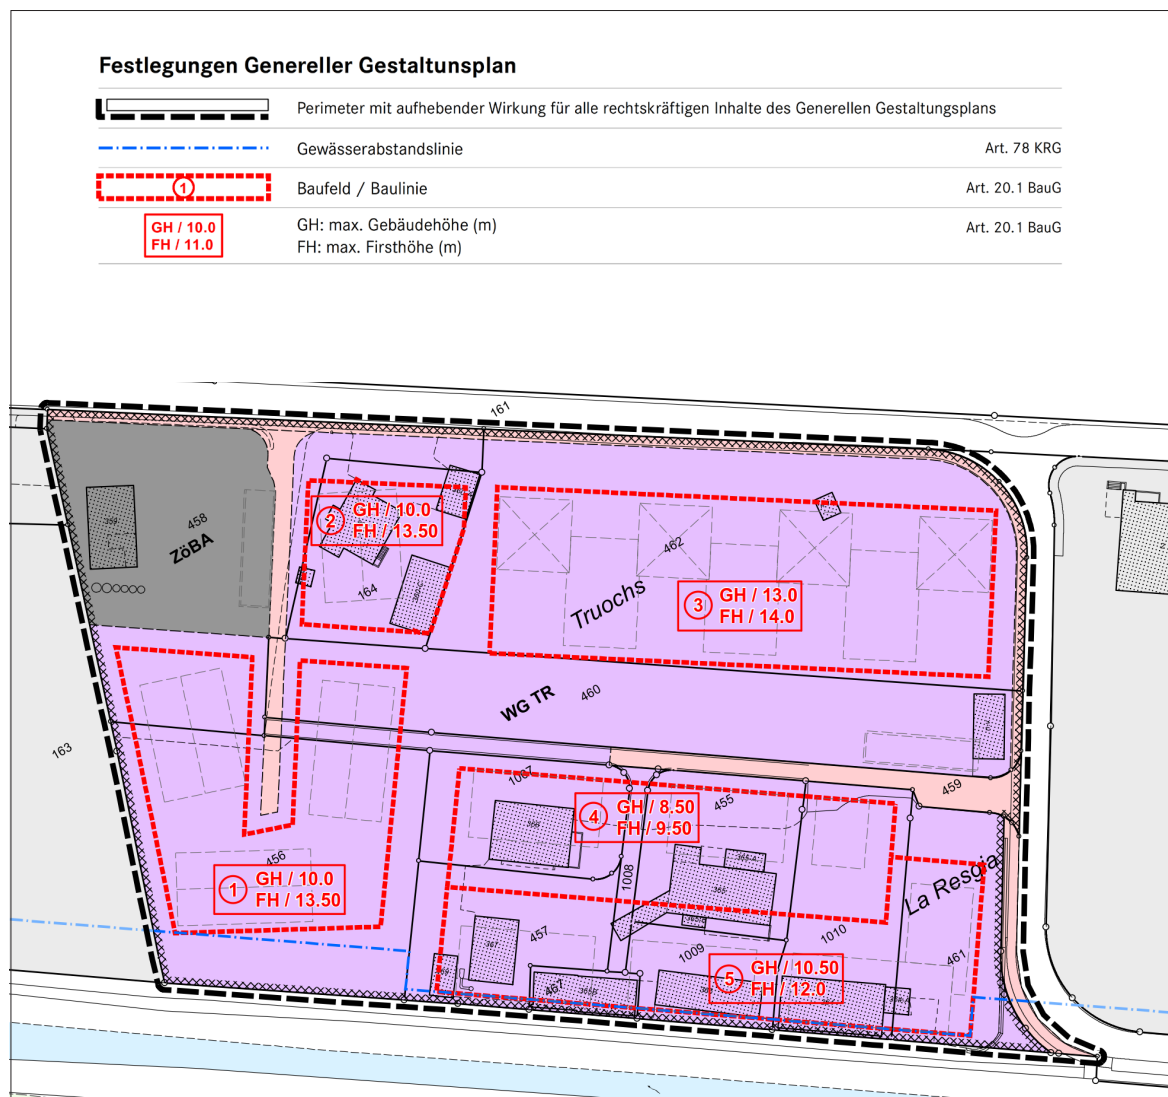 Festlegungen Genereller Gestaltunsplan
Perimeter mit aufhebender Wirkung für alle rechtskräftigen Inhalte des Generellen Gestaltungsplans
Gewässerabstandslinie
Art. 78 KRG
1
Baufeld / Baulinie
Art. 20.1 BauG
GH / 10.0
FH / 11.0
GH: max. Gebäudehöhe (m)
FH: max. Firsthöhe (m)
Art. 20.1 BauG
161
458
ZöBA
359
2
GH / 10.0
FH / 13.50
164
462
Truochs
3
GH / 13.0
FH / 14.0
WG TR
460
163
459
1007
455
4
GH / 8.50
FH / 9.50
456
1
GH / 10.0
FH / 13.50
1008
365-A
La Resgia
457
367
1009
1010
461
467
5
GH / 10.50
FH / 12.0